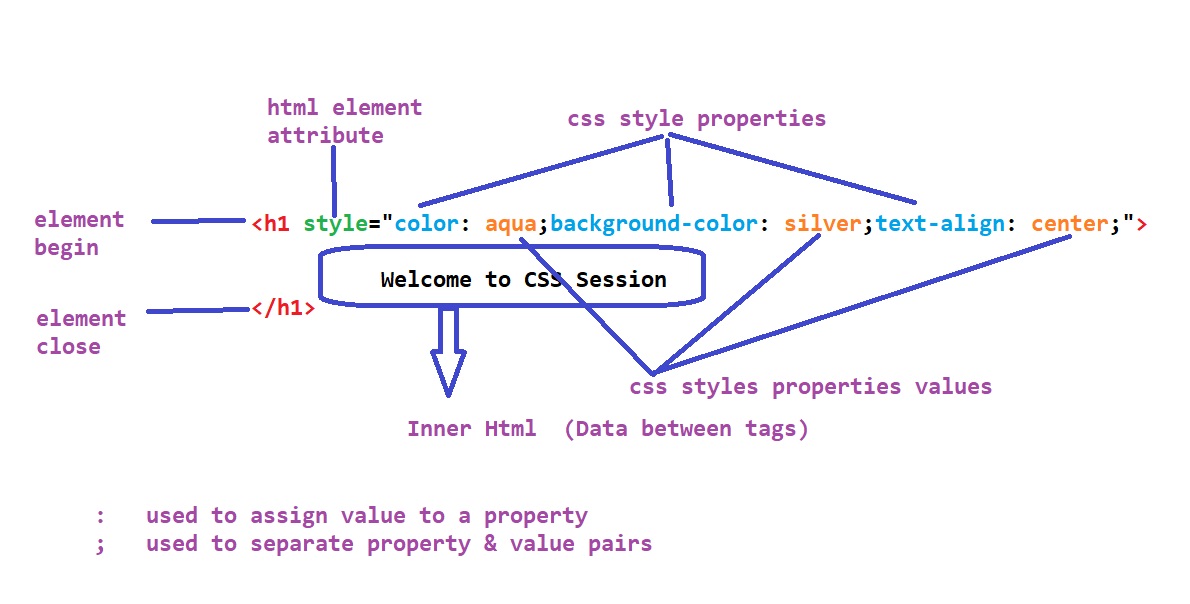 html element
attribute
css style properties
element
begin
<h1 style="color: aqua;background-color: silver;text-align: center;">
Welcome to CSS Session
</h1>
element
close
css styles properties values
Inner Html (Data between tags)
: used to assign value to a property
; used to separate property & value pairs